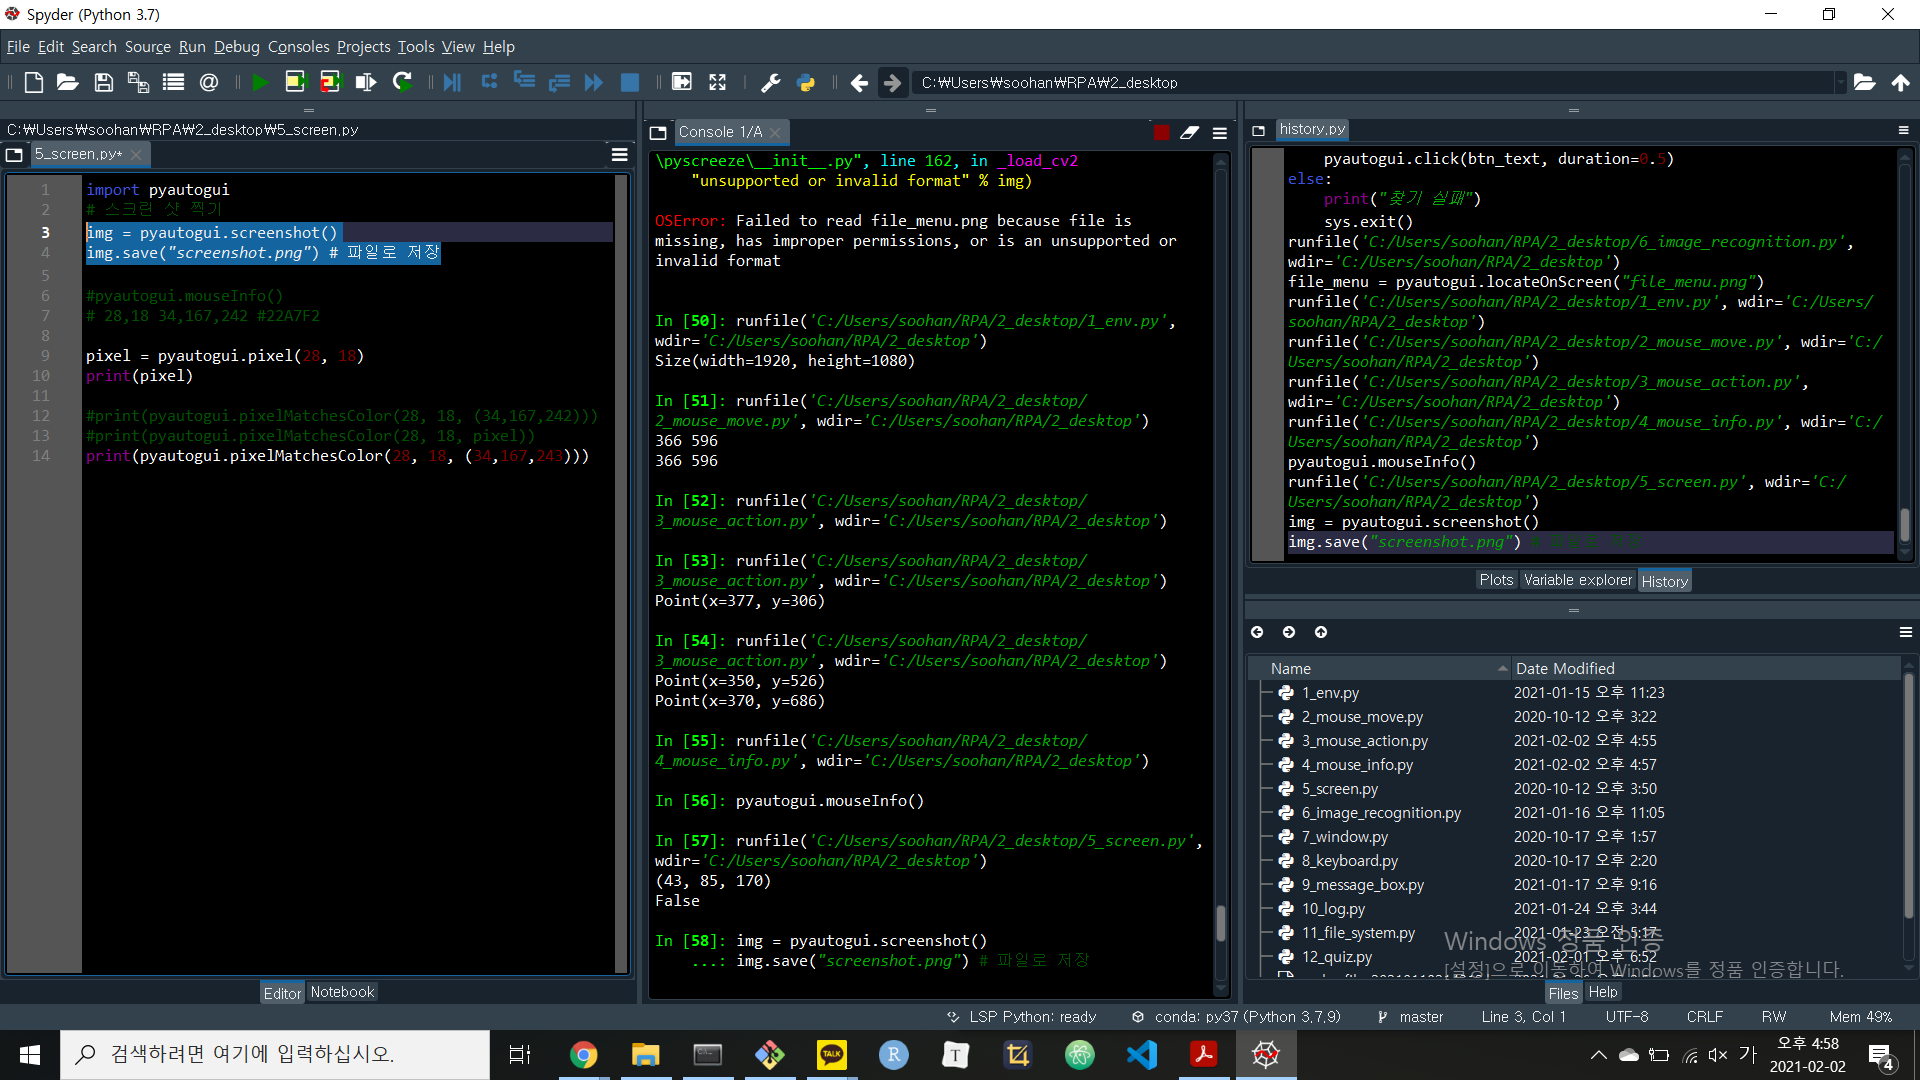 Spyder (Python 3.7)
File Edit Search Source Run Debug Consoles Projects Tools View Help
C:₩Users₩soohan₩RPA₩2_desktop
C:₩Users₩soohan₩RPA₩2_desktop₩5_screen.py
5_screen.py*
1 import pyautogui
2 # 스크린 샷 찍기
3 img = pyautogui.screenshot()
4 img.save("screenshot.png") # 파일로 저장
5
6 #pyautogui.mouseInfo()
7 # 28,18 34,167,242 #22A7F2
8
9 pixel = pyautogui.pixel(28, 18)
10 print(pixel)
11
12 #print(pyautogui.pixelMatchesColor(28, 18, (34,167,242)))
13 #print(pyautogui.pixelMatchesColor(28, 18, pixel))
14 print(pyautogui.pixelMatchesColor(28, 18, (34,167,243)))
Editor Notebook
Console 1/A
\pyscreeze\__init__.py", line 162, in _load_cv2
"unsupported or invalid format" % img)
OSError: Failed to read file_menu.png because file is
missing, has improper permissions, or is an unsupported or
invalid format
In [50]: runfile('C:/Users/soohan/RPA/2_desktop/1_env.py',
wdir='C:/Users/soohan/RPA/2_desktop')
Size(width=1920, height=1080)
In [51]: runfile('C:/Users/soohan/RPA/2_desktop/
2_mouse_move.py', wdir='C:/Users/soohan/RPA/2_desktop')
366 596
366 596
In [52]: runfile('C:/Users/soohan/RPA/2_desktop/
3_mouse_action.py', wdir='C:/Users/soohan/RPA/2_desktop')
In [53]: runfile('C:/Users/soohan/RPA/2_desktop/
3_mouse_action.py', wdir='C:/Users/soohan/RPA/2_desktop')
Point(x=377, y=306)
In [54]: runfile('C:/Users/soohan/RPA/2_desktop/
3_mouse_action.py', wdir='C:/Users/soohan/RPA/2_desktop')
Point(x=350, y=526)
Point(x=370, y=686)
In [55]: runfile('C:/Users/soohan/RPA/2_desktop/
4_mouse_info.py', wdir='C:/Users/soohan/RPA/2_desktop')
In [56]: pyautogui.mouseInfo()
In [57]: runfile('C:/Users/soohan/RPA/2_desktop/5_screen.py',
wdir='C:/Users/soohan/RPA/2_desktop')
(43, 85, 170)
False
In [58]: img = pyautogui.screenshot()
...: img.save("screenshot.png") # 파일로 저장
history.py
pyautogui.click(btn_text, duration=0.5)
else:
print("찾기 실패")
sys.exit()
runfile('C:/Users/soohan/RPA/2_desktop/6_image_recognition.py',
wdir='C:/Users/soohan/RPA/2_desktop')
file_menu = pyautogui.locateOnScreen("file_menu.png")
runfile('C:/Users/soohan/RPA/2_desktop/1_env.py', wdir='C:/Users/
soohan/RPA/2_desktop')
runfile('C:/Users/soohan/RPA/2_desktop/2_mouse_move.py', wdir='C:/
Users/soohan/RPA/2_desktop')
runfile('C:/Users/soohan/RPA/2_desktop/3_mouse_action.py',
wdir='C:/Users/soohan/RPA/2_desktop')
runfile('C:/Users/soohan/RPA/2_desktop/4_mouse_info.py', wdir='C:/
Users/soohan/RPA/2_desktop')
pyautogui.mouseInfo()
runfile('C:/Users/soohan/RPA/2_desktop/5_screen.py', wdir='C:/
Users/soohan/RPA/2_desktop')
img = pyautogui.screenshot()
img.save("screenshot.png")
Plots Variable explorer History
Name Date Modified
1_env.py 2021-01-15 오후 11:23
2_mouse_move.py 2020-10-12 오후 3:22
3_mouse_action.py 2021-02-02 오후 4:55
4_mouse_info.py 2021-02-02 오후 4:57
5_screen.py 2020-10-12 오후 3:50
6_image_recognition.py 2021-01-16 오후 11:05
7_window.py 2020-10-17 오후 1:57
8_keyboard.py 2020-10-17 오후 2:20
9_message_box.py 2021-01-17 오후 9:16
10_log.py 2021-01-24 오후 3:44
11_file_system.py 2021-01-23 오전 5:17
12_quiz.py 2021-02-01 오후 6:52
Windows 정품 인증
[설정]으로 이동하여 Windows를 정품 인증합니다.
Files Help
LSP Python: ready conda: py37 (Python 3.7.9) master Line 3, Col 1 UTF-8 CRLF RW Mem 49%
검색하려면 여기에 입력하십시오.
TALK
R
T
가
오후 4:58
2021-02-02
4